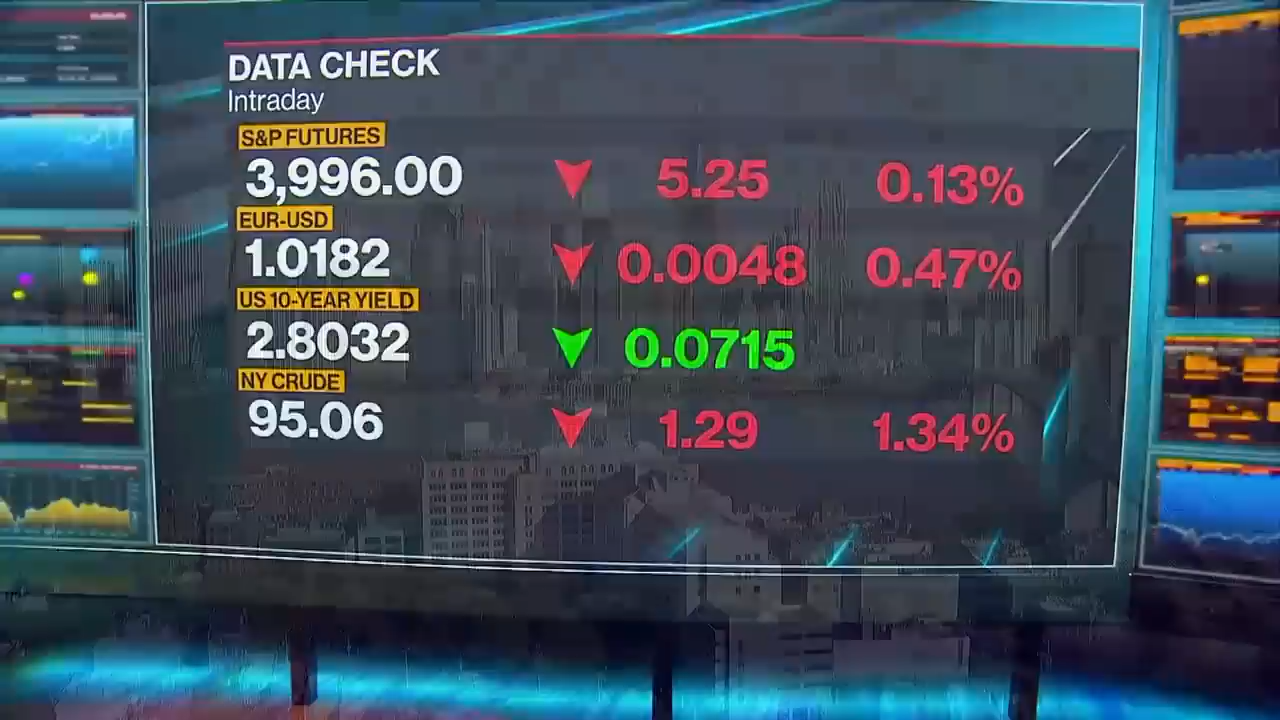 DATA CHECK
Intraday
S&P FUTURES
3,996.00 5.25 0.13%
EUR-USD
1.0182 0.0048 0.47%
US 10-YEAR YIELD
2.8032 0.0715
NY CRUDE
95.06 1.29 1.34%